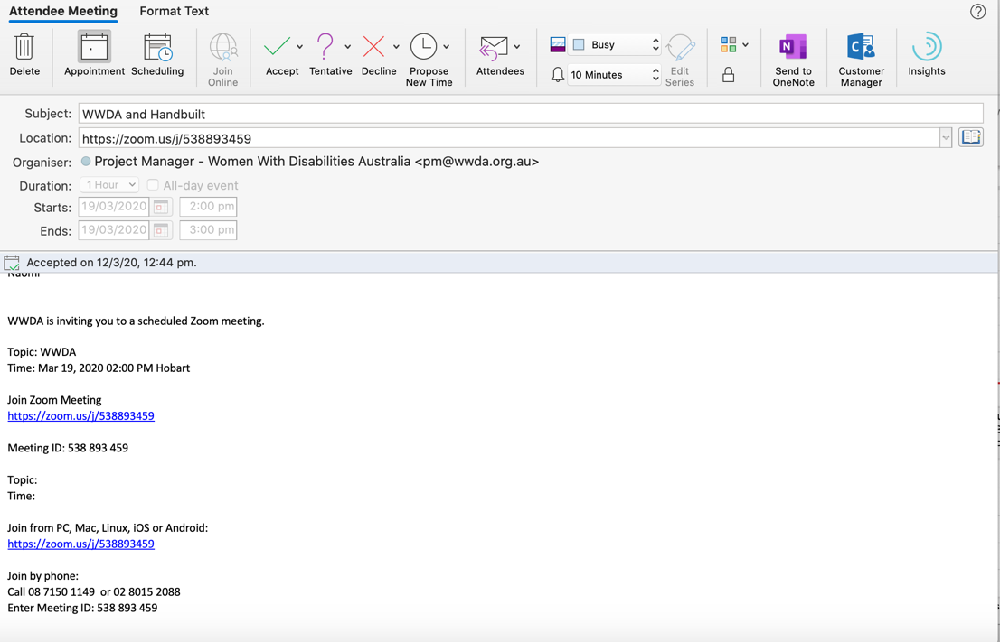 Attendee Meeting Format Text
Delete
Appointment
Scheduling
Join Online
Accept
Tentative
Decline
Propose New Time
Attendees
Busy
10 Minutes
Edit Series
Send to OneNote
Customer Manager
Insights
Subject: WWDA and Handbuilt
Location: https://zoom.us/j/538893459
Organiser: Project Manager - Women With Disabilities Australia <pm@wwda.org.au>
Duration: 1 Hour All-day event
Starts: 19/03/2020 2:00 pm
Ends: 19/03/2020 3:00 pm
Accepted on 12/3/20, 12:44 pm.
Naomi
WWDA is inviting you to a scheduled Zoom meeting.
Topic: WWDA
Time: Mar 19, 2020 02:00 PM Hobart
Join Zoom Meeting
https://zoom.us/j/538893459
Meeting ID: 538 893 459
Topic:
Time:
Join from PC, Mac, Linux, iOS or Android:
https://zoom.us/j/538893459
Join by phone:
Call 08 7150 1149 or 02 8015 2088
Enter Meeting ID: 538 893 459